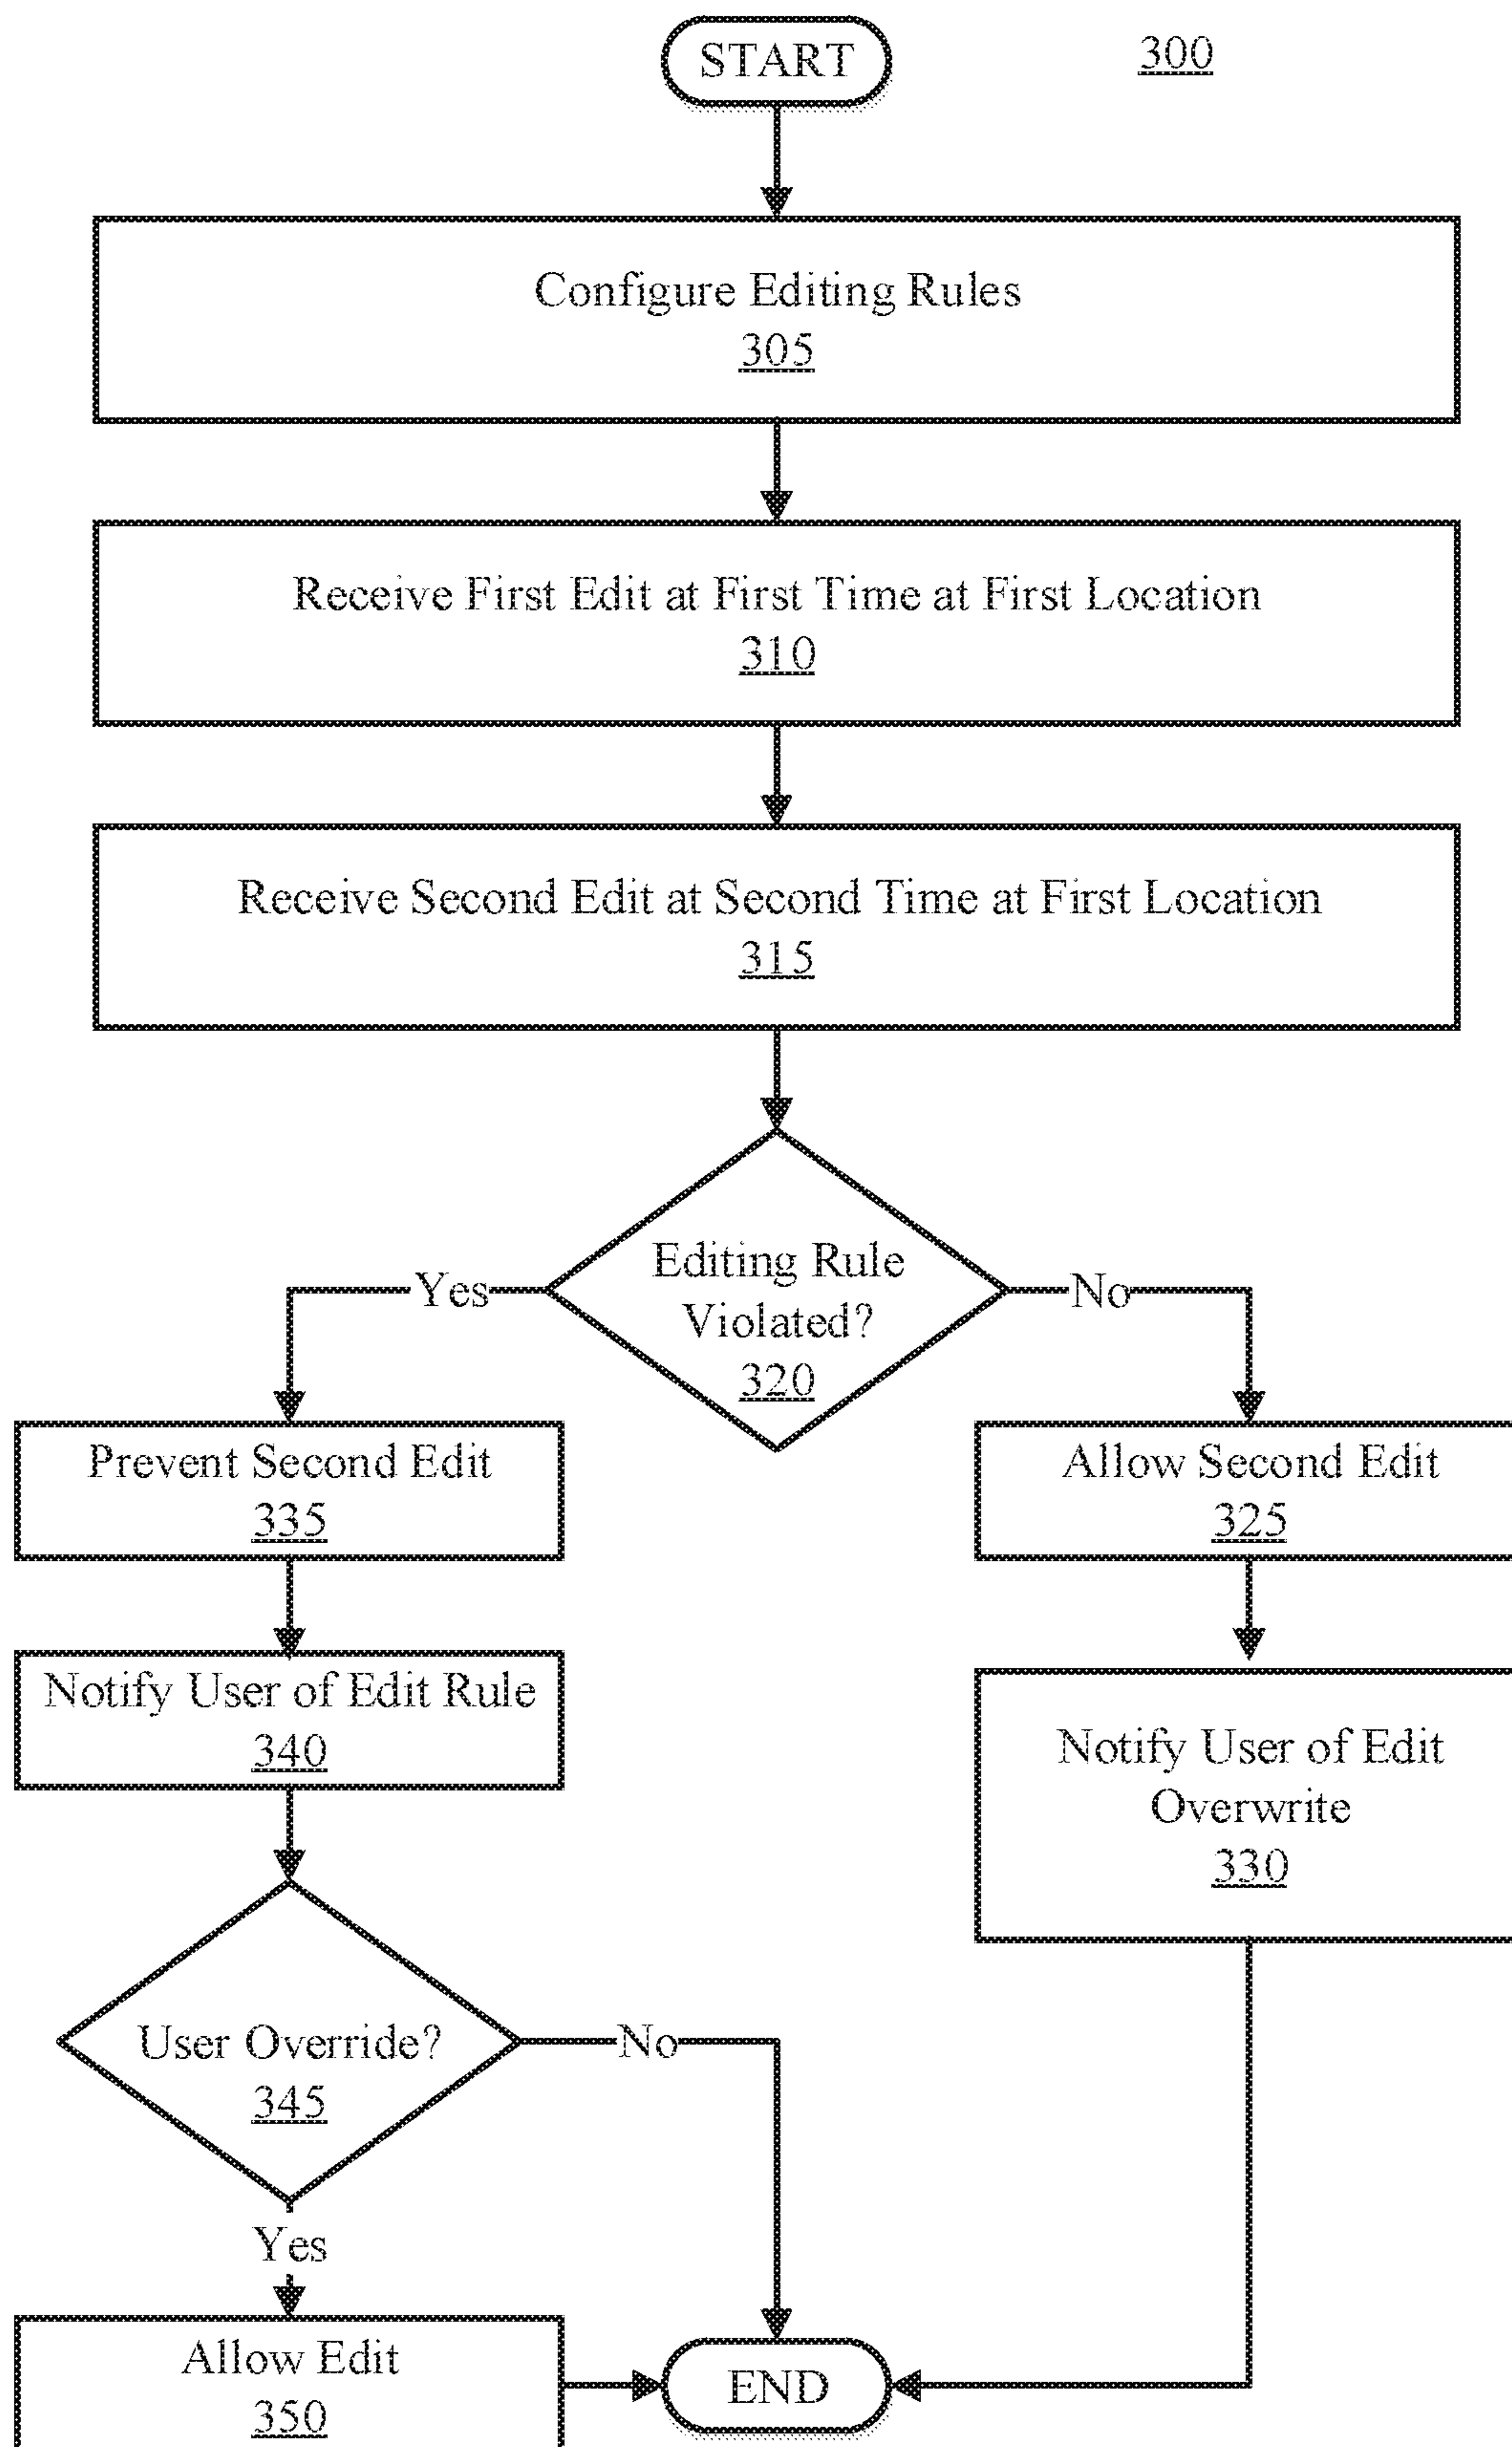 START
300
Configure Editing Rules
305
Receive First Edit at First Time at First Location
310
Receive Second Edit at Second Time at First Location
315
Editing Rule
Violated?
320
Yes
No
Prevent Second Edit
335
Allow Second Edit
325
Notify User of Edit Rule
340
Notify User of Edit
Overwrite
330
User Override?
345
No
Yes
Allow Edit
350
END